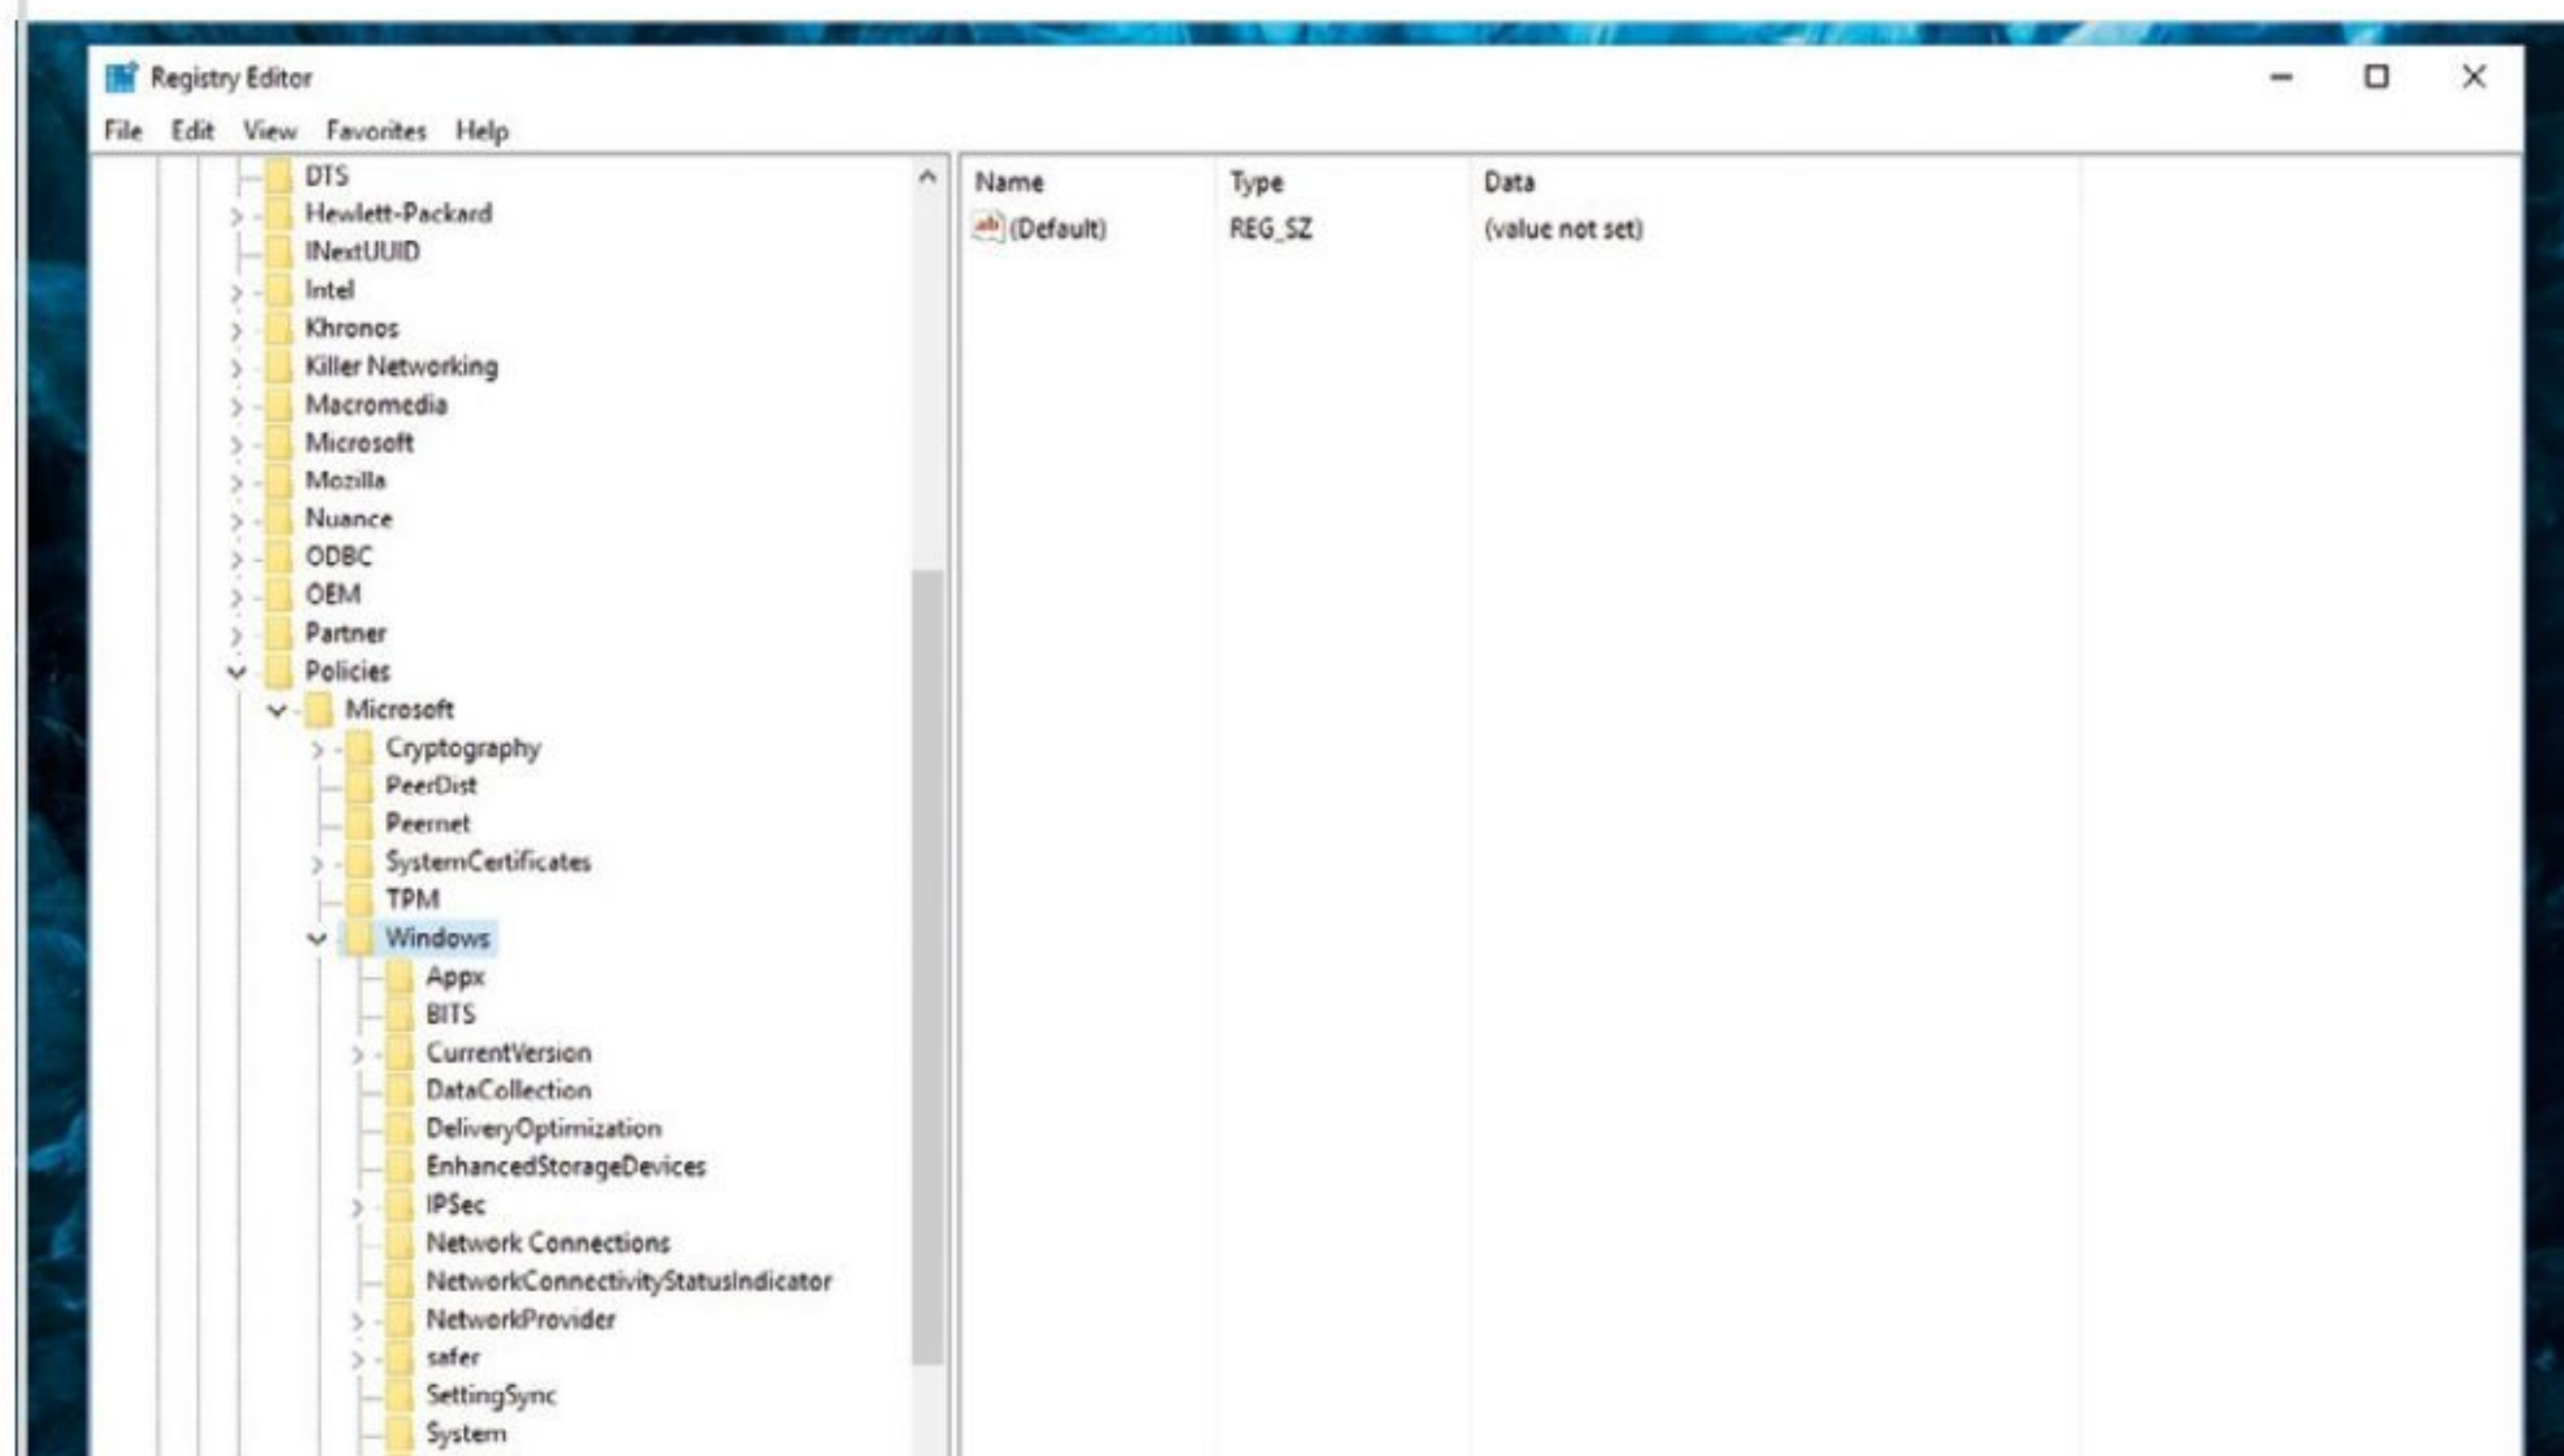 Registry Editor
File Edit View Favorites Help
DTS
Hewlett-Packard
INextUUID
Intel
Khronos
Killer Networking
Macromedia
Microsoft
Mozilla
Nuance
ODBC
OEM
Partner
Policies
Microsoft
Cryptography
PeerDist
Peernet
SystemCertificates
TPM
Windows
Appx
BITS
CurrentVersion
DataCollection
DeliveryOptimization
EnhancedStorageDevices
IPSec
Network Connections
NetworkConnectivityStatusIndicator
NetworkProvider
safer
SettingSync
System
Name Type Data
ab (Default) REG_SZ (value not set)